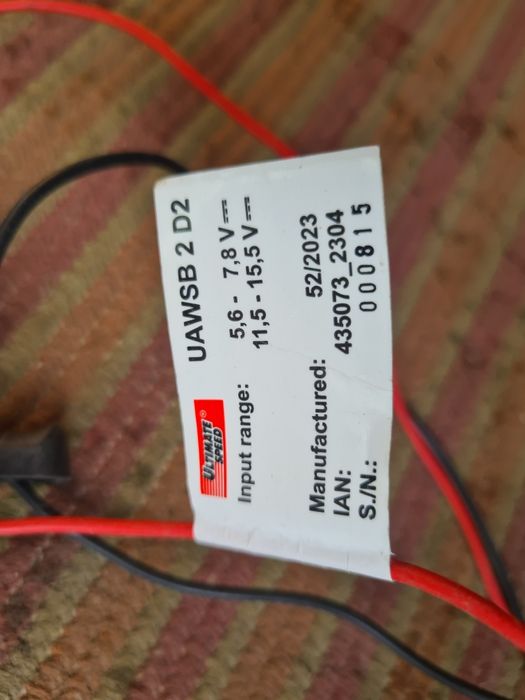 ULTIMATE SPEED®
UAWSB 2 D2
Input range: 5,6 - 7,8 V⎓
11,5 - 15,5 V⎓
Manufactured: 52/2023
IAN: 435073_2304
S./N.: 000815